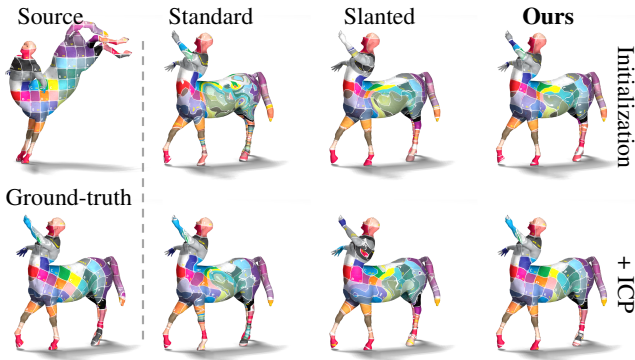 Source Standard Slanted Ours
Initialization
Ground-truth
+ ICP